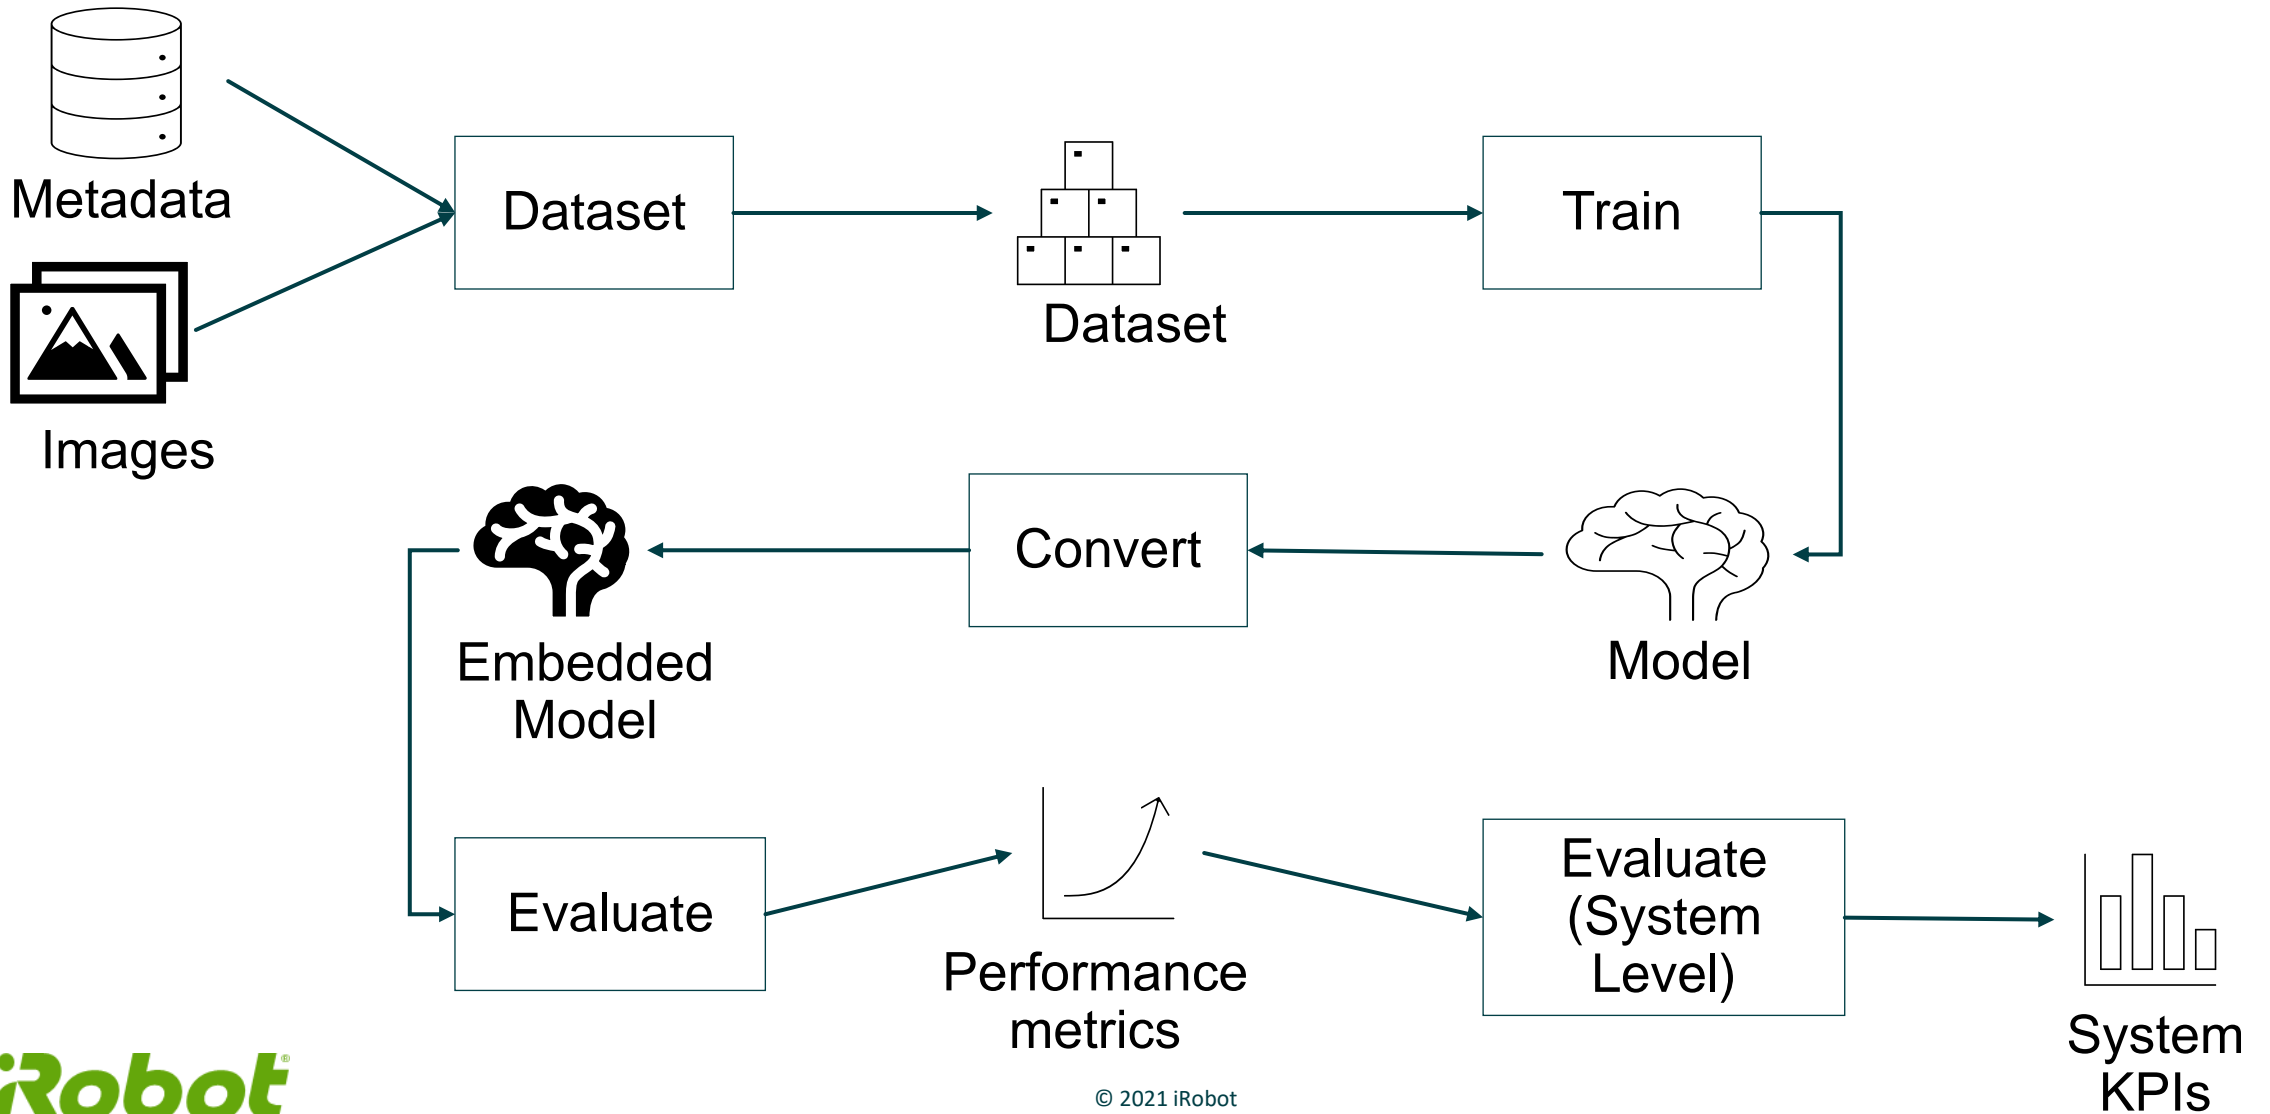 Metadata
Images
Dataset
Dataset
Train
Model
Convert
Embedded
Model
Evaluate
Performance
metrics
Evaluate
(System
Level)
System
KPIs
iRobot®
© 2021 iRobot